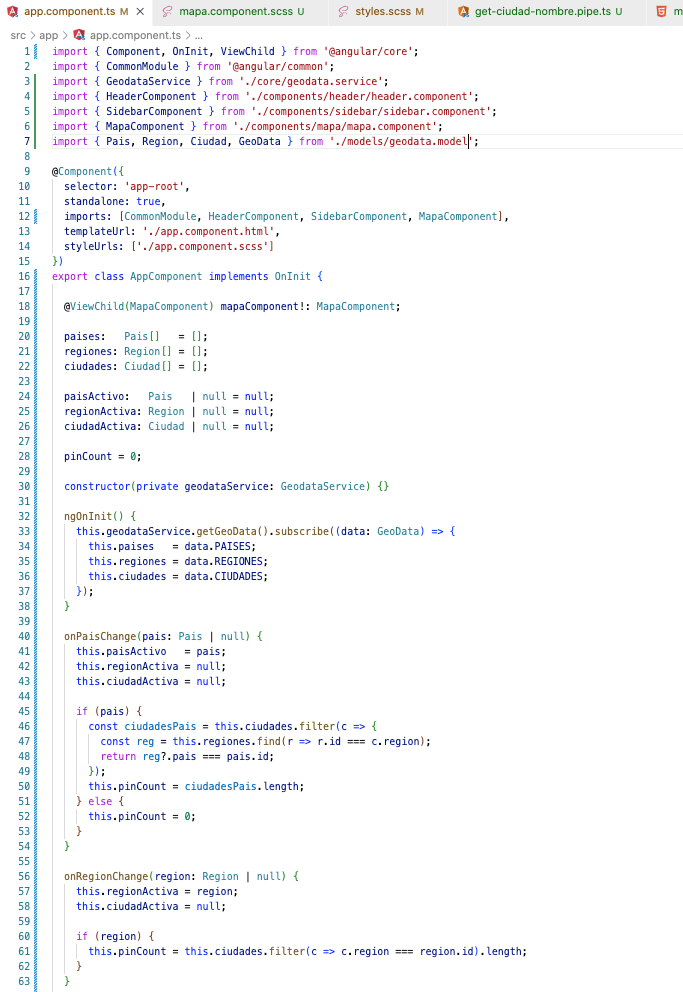 app.component.ts M × mapa.component.scss U styles.scss M get-ciudad-nombre.pipe.ts U m
src > app > app.component.ts > ...
1 import { Component, OnInit, ViewChild } from '@angular/core';
2 import { CommonModule } from '@angular/common';
3 import { GeodataService } from './core/geodata.service';
4 import { HeaderComponent } from './components/header/header.component';
5 import { SidebarComponent } from './components/sidebar/sidebar.component';
6 import { MapaComponent } from './components/mapa/mapa.component';
7 import { Pais, Region, Ciudad, GeoData } from './models/geodata.model';
8
9 @Component({
10   selector: 'app-root',
11   standalone: true,
12   imports: [CommonModule, HeaderComponent, SidebarComponent, MapaComponent],
13   templateUrl: './app.component.html',
14   styleUrls: ['./app.component.scss']
15 })
16 export class AppComponent implements OnInit {
17
18   @ViewChild(MapaComponent) mapaComponent!: MapaComponent;
19
20   paises:   Pais[]   = [];
21   regiones: Region[] = [];
22   ciudades: Ciudad[] = [];
23
24   paisActivo:   Pais   | null = null;
25   regionActiva: Region | null = null;
26   ciudadActiva: Ciudad | null = null;
27
28   pinCount = 0;
29
30   constructor(private geodataService: GeodataService) {}
31
32   ngOnInit() {
33     this.geodataService.getGeoData().subscribe((data: GeoData) => {
34       this.paises   = data.PAISES;
35       this.regiones = data.REGIONES;
36       this.ciudades = data.CIUDADES;
37     });
38   }
39
40   onPaisChange(pais: Pais | null) {
41     this.paisActivo   = pais;
42     this.regionActiva = null;
43     this.ciudadActiva = null;
44
45     if (pais) {
46       const ciudadesPais = this.ciudades.filter(c => {
47         const reg = this.regiones.find(r => r.id === c.region);
48         return reg?.pais === pais.id;
49       });
50       this.pinCount = ciudadesPais.length;
51     } else {
52       this.pinCount = 0;
53     }
54   }
55
56   onRegionChange(region: Region | null) {
57     this.regionActiva = region;
58     this.ciudadActiva = null;
59
60     if (region) {
61       this.pinCount = this.ciudades.filter(c => c.region === region.id).length;
62     }
63   }